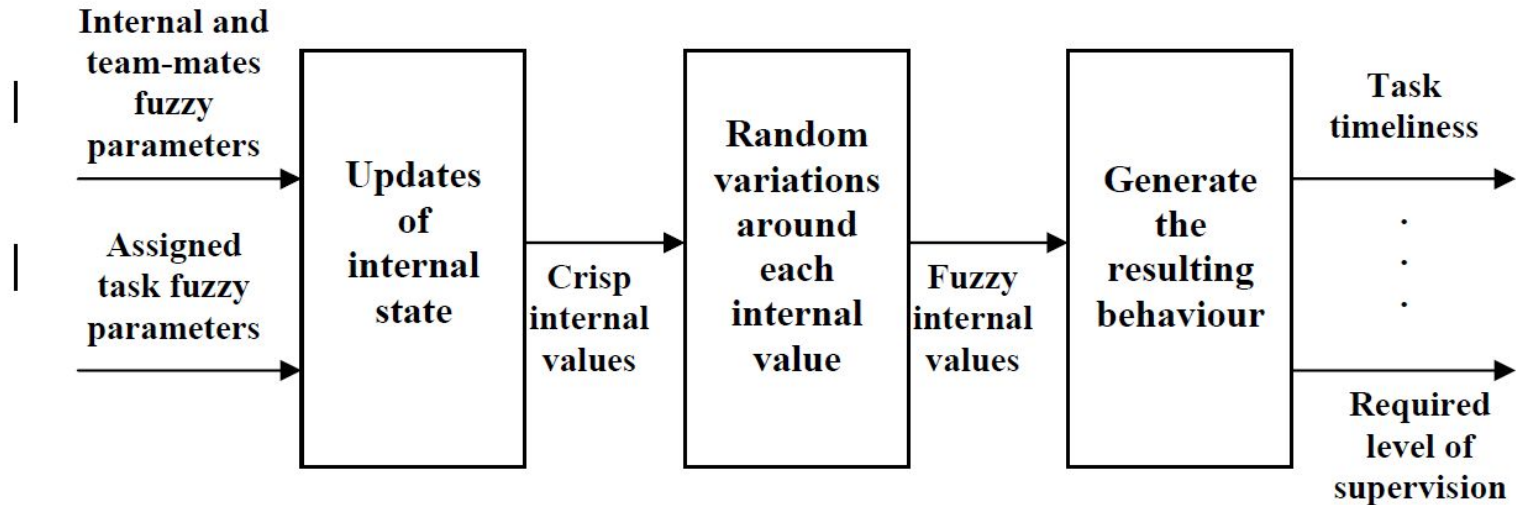 Internal and
team-mates
fuzzy
parameters
Assigned
task fuzzy
parameters
Updates
of
internal
state
Crisp
internal
values
Random
variations
around
each
internal
value
Fuzzy
internal
values
Generate
the
resulting
behaviour
Task
timeliness
.
.
.
Required
level of
supervision